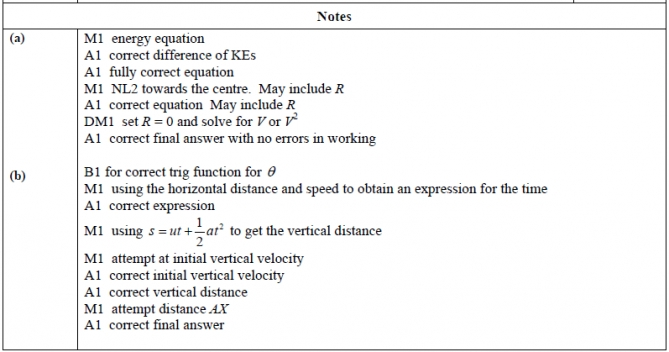 Notes
(a)
M1 energy equation
A1 correct difference of KEs
A1 fully correct equation
M1 NL2 towards the centre. May include R
A1 correct equation May include R
DM1 set R = 0 and solve for V or V²
A1 correct final answer with no errors in working
(b)
B1 for correct trig function for θ
M1 using the horizontal distance and speed to obtain an expression for the time
A1 correct expression
M1 using s = ut + 1/2 at² to get the vertical distance
M1 attempt at initial vertical velocity
A1 correct initial vertical velocity
A1 correct vertical distance
M1 attempt distance AX
A1 correct final answer